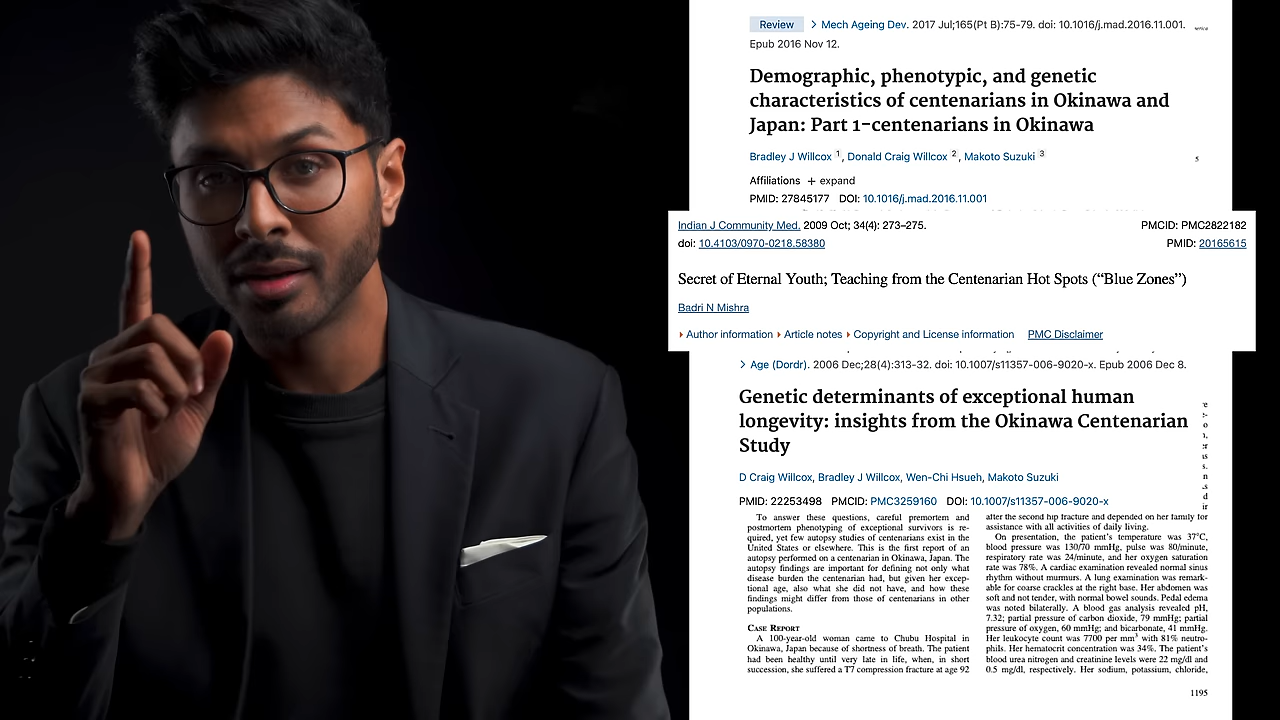 Review > Mech Ageing Dev. 2017 Jul;165(Pt B):75-79. doi: 10.1016/j.mad.2016.11.001.
Epub 2016 Nov 12.
Demographic, phenotypic, and genetic
characteristics of centenarians in Okinawa and
Japan: Part 1-centenarians in Okinawa
Bradley J Willcox 1, Donald Craig Willcox 2, Makoto Suzuki 3
5
Affiliations + expand
PMID: 27845177 DOI: 10.1016/j.mad.2016.11.001
Indian J Community Med. 2009 Oct; 34(4): 273–275.
PMCID: PMC2822182
doi: 10.4103/0970-0218.58380
PMID: 20165615
Secret of Eternal Youth; Teaching from the Centenarian Hot Spots (“Blue Zones”)
Badri N Mishra
Author information Article notes Copyright and License information PMC Disclaimer
> Age (Dordr). 2006 Dec;28(4):313-32. doi: 10.1007/s11357-006-9020-x. Epub 2006 Dec 8.
Genetic determinants of exceptional human
longevity: insights from the Okinawa Centenarian
Study
D Craig Willcox, Bradley J Willcox, Wen-Chi Hsueh, Makoto Suzuki
PMID: 22253498 PMCID: PMC3259160 DOI: 10.1007/s11357-006-9020-x
To answer these questions, careful premortem and
postmortem phenotyping of exceptional survivors is re-
quired, yet few autopsy studies of centenarians exist in the
United States or elsewhere. This is the first report of an
autopsy performed on a centenarian in Okinawa, Japan. The
autopsy findings are important for defining not only what
disease burden the centenarian had, but given her excep-
tional age, also what she did not have, and how these
findings might differ from those of centenarians in other
populations.
CASE REPORT
A 100-year-old woman came to Chubu Hospital in
Okinawa, Japan because of shortness of breath. The patient
had been healthy until very late in life, when, in short
succession, she suffered a T7 compression fracture at age 92
after the second hip fracture and depended on her family for
assistance with all activities of daily living.
On presentation, the patient's temperature was 37°C,
blood pressure was 130/70 mmHg, pulse was 80/minute,
respiratory rate was 24/minute, and her oxygen saturation
rate was 78%. A cardiac examination revealed normal sinus
rhythm without murmurs. A lung examination was remark-
able for coarse crackles at the right base. Her abdomen was
soft and not tender, with normal bowel sounds. Pedal edema
was noted bilaterally. A blood gas analysis revealed pH,
7.32; partial pressure of carbon dioxide, 79 mmHg; partial
pressure of oxygen, 60 mmHg; and bicarbonate, 41 mmHg.
Her leukocyte count was 7700 per mm3 with 81% neutro-
phils. Her hematocrit concentration was 34%. The patient's
blood urea nitrogen and creatinine levels were 22 mg/dl and
0.5 mg/dl, respectively. Her sodium, potassium, chloride,
1195